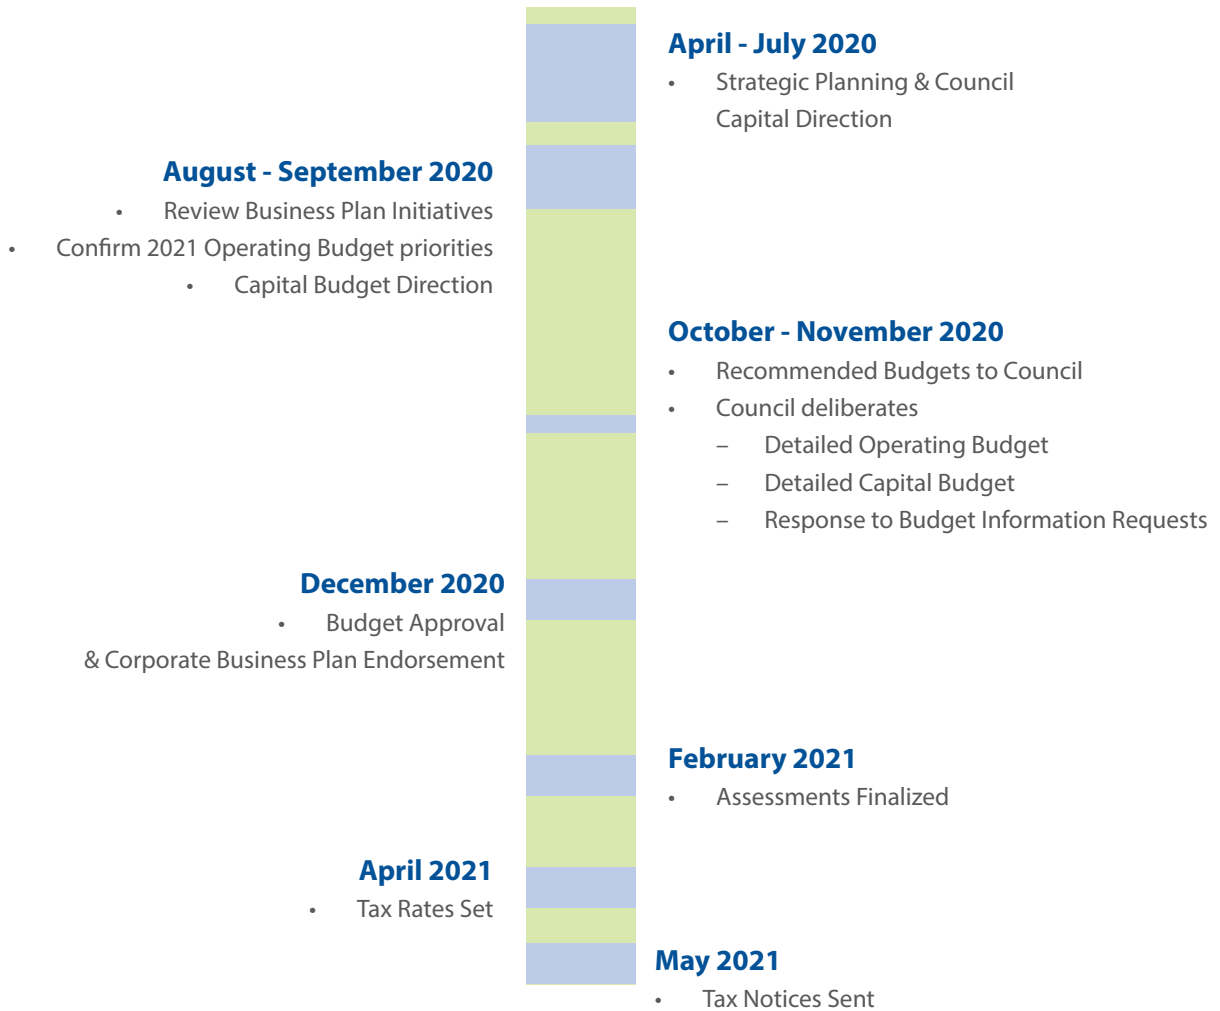 April - July 2020
• Strategic Planning & Council
Capital Direction
August - September 2020
• Review Business Plan Initiatives
• Confirm 2021 Operating Budget priorities
• Capital Budget Direction
October - November 2020
• Recommended Budgets to Council
• Council deliberates
– Detailed Operating Budget
– Detailed Capital Budget
– Response to Budget Information Requests
December 2020
• Budget Approval
& Corporate Business Plan Endorsement
February 2021
• Assessments Finalized
April 2021
• Tax Rates Set
May 2021
• Tax Notices Sent